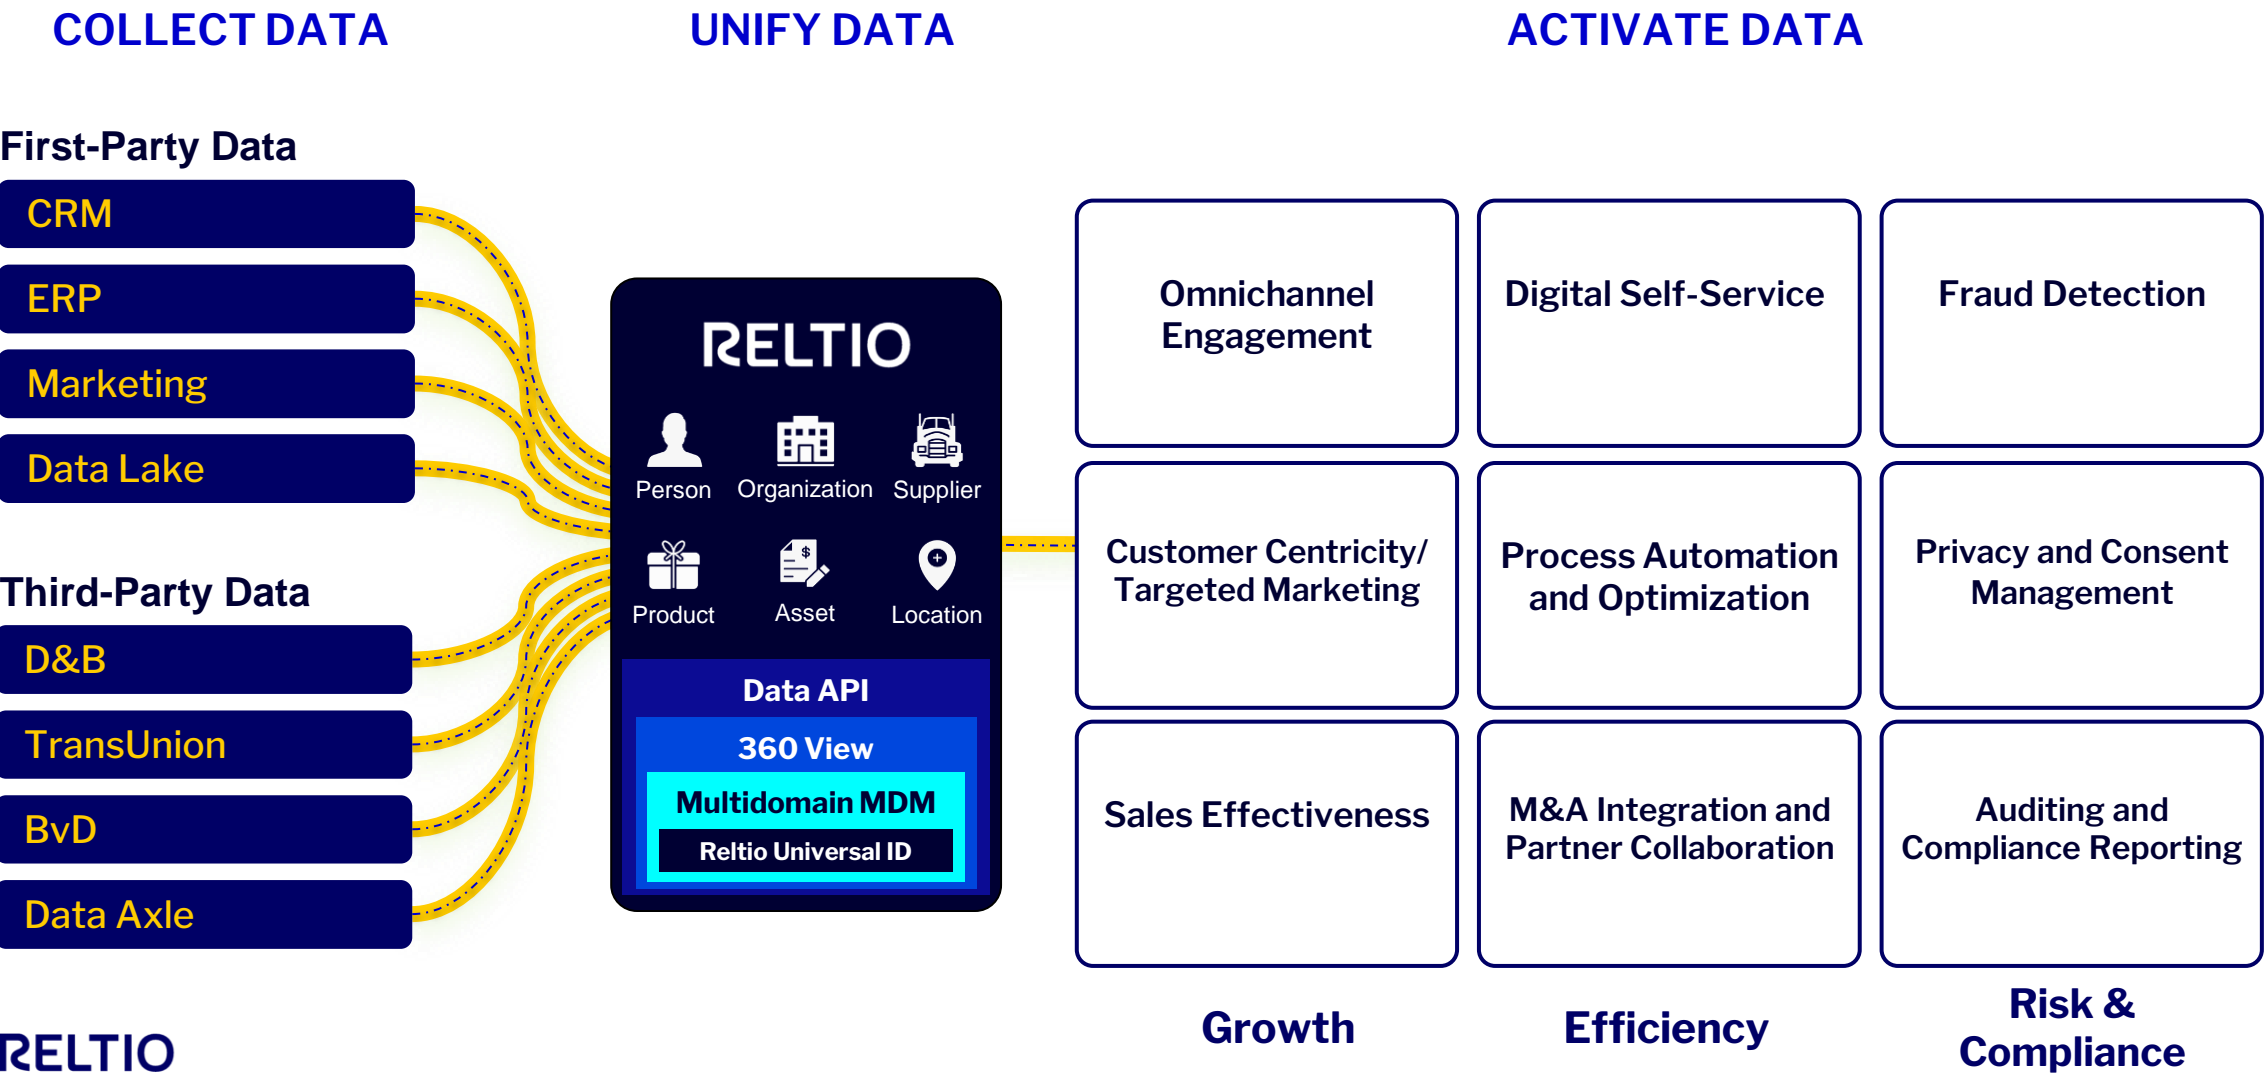 COLLECT DATA
UNIFY DATA
ACTIVATE DATA
First-Party Data
CRM
ERP
Marketing
Data Lake
Third-Party Data
D&B
TransUnion
BvD
Data Axle
RELTIO
Person
Organization
Supplier
Product
Asset
Location
Data API
360 View
Multidomain MDM
Reltio Universal ID
Omnichannel
Engagement
Digital Self-Service
Fraud Detection
Customer Centricity/
Targeted Marketing
Process Automation
and Optimization
Privacy and Consent
Management
Sales Effectiveness
M&A Integration and
Partner Collaboration
Auditing and
Compliance Reporting
Growth
Efficiency
Risk &
Compliance
RELTIO